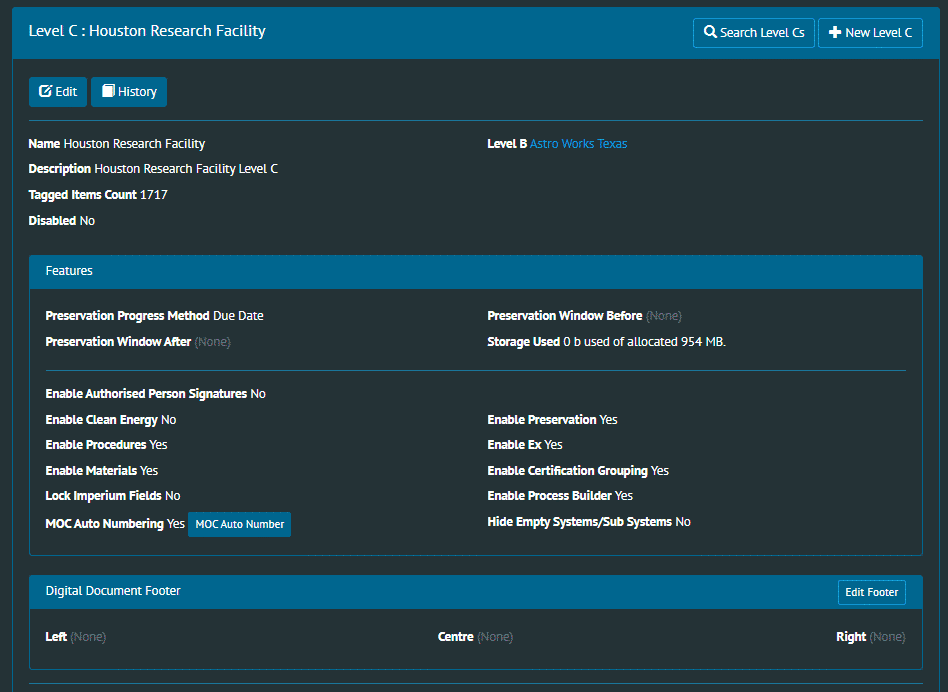 Level C : Houston Research Facility
Search Level Cs
New Level C
Edit
History
Name Houston Research Facility
Level B Astro Works Texas
Description Houston Research Facility Level C
Tagged Items Count 1717
Disabled No
Features
Preservation Progress Method Due Date
Preservation Window Before (None)
Preservation Window After (None)
Storage Used 0 b used of allocated 954 MB.
Enable Authorised Person Signatures No
Enable Clean Energy No
Enable Preservation Yes
Enable Procedures Yes
Enable Ex Yes
Enable Materials Yes
Enable Certification Grouping Yes
Lock Imperium Fields No
Enable Process Builder Yes
MOC Auto Numbering Yes MOC Auto Number
Hide Empty Systems/Sub Systems No
Digital Document Footer
Edit Footer
Left (None)
Centre (None)
Right (None)